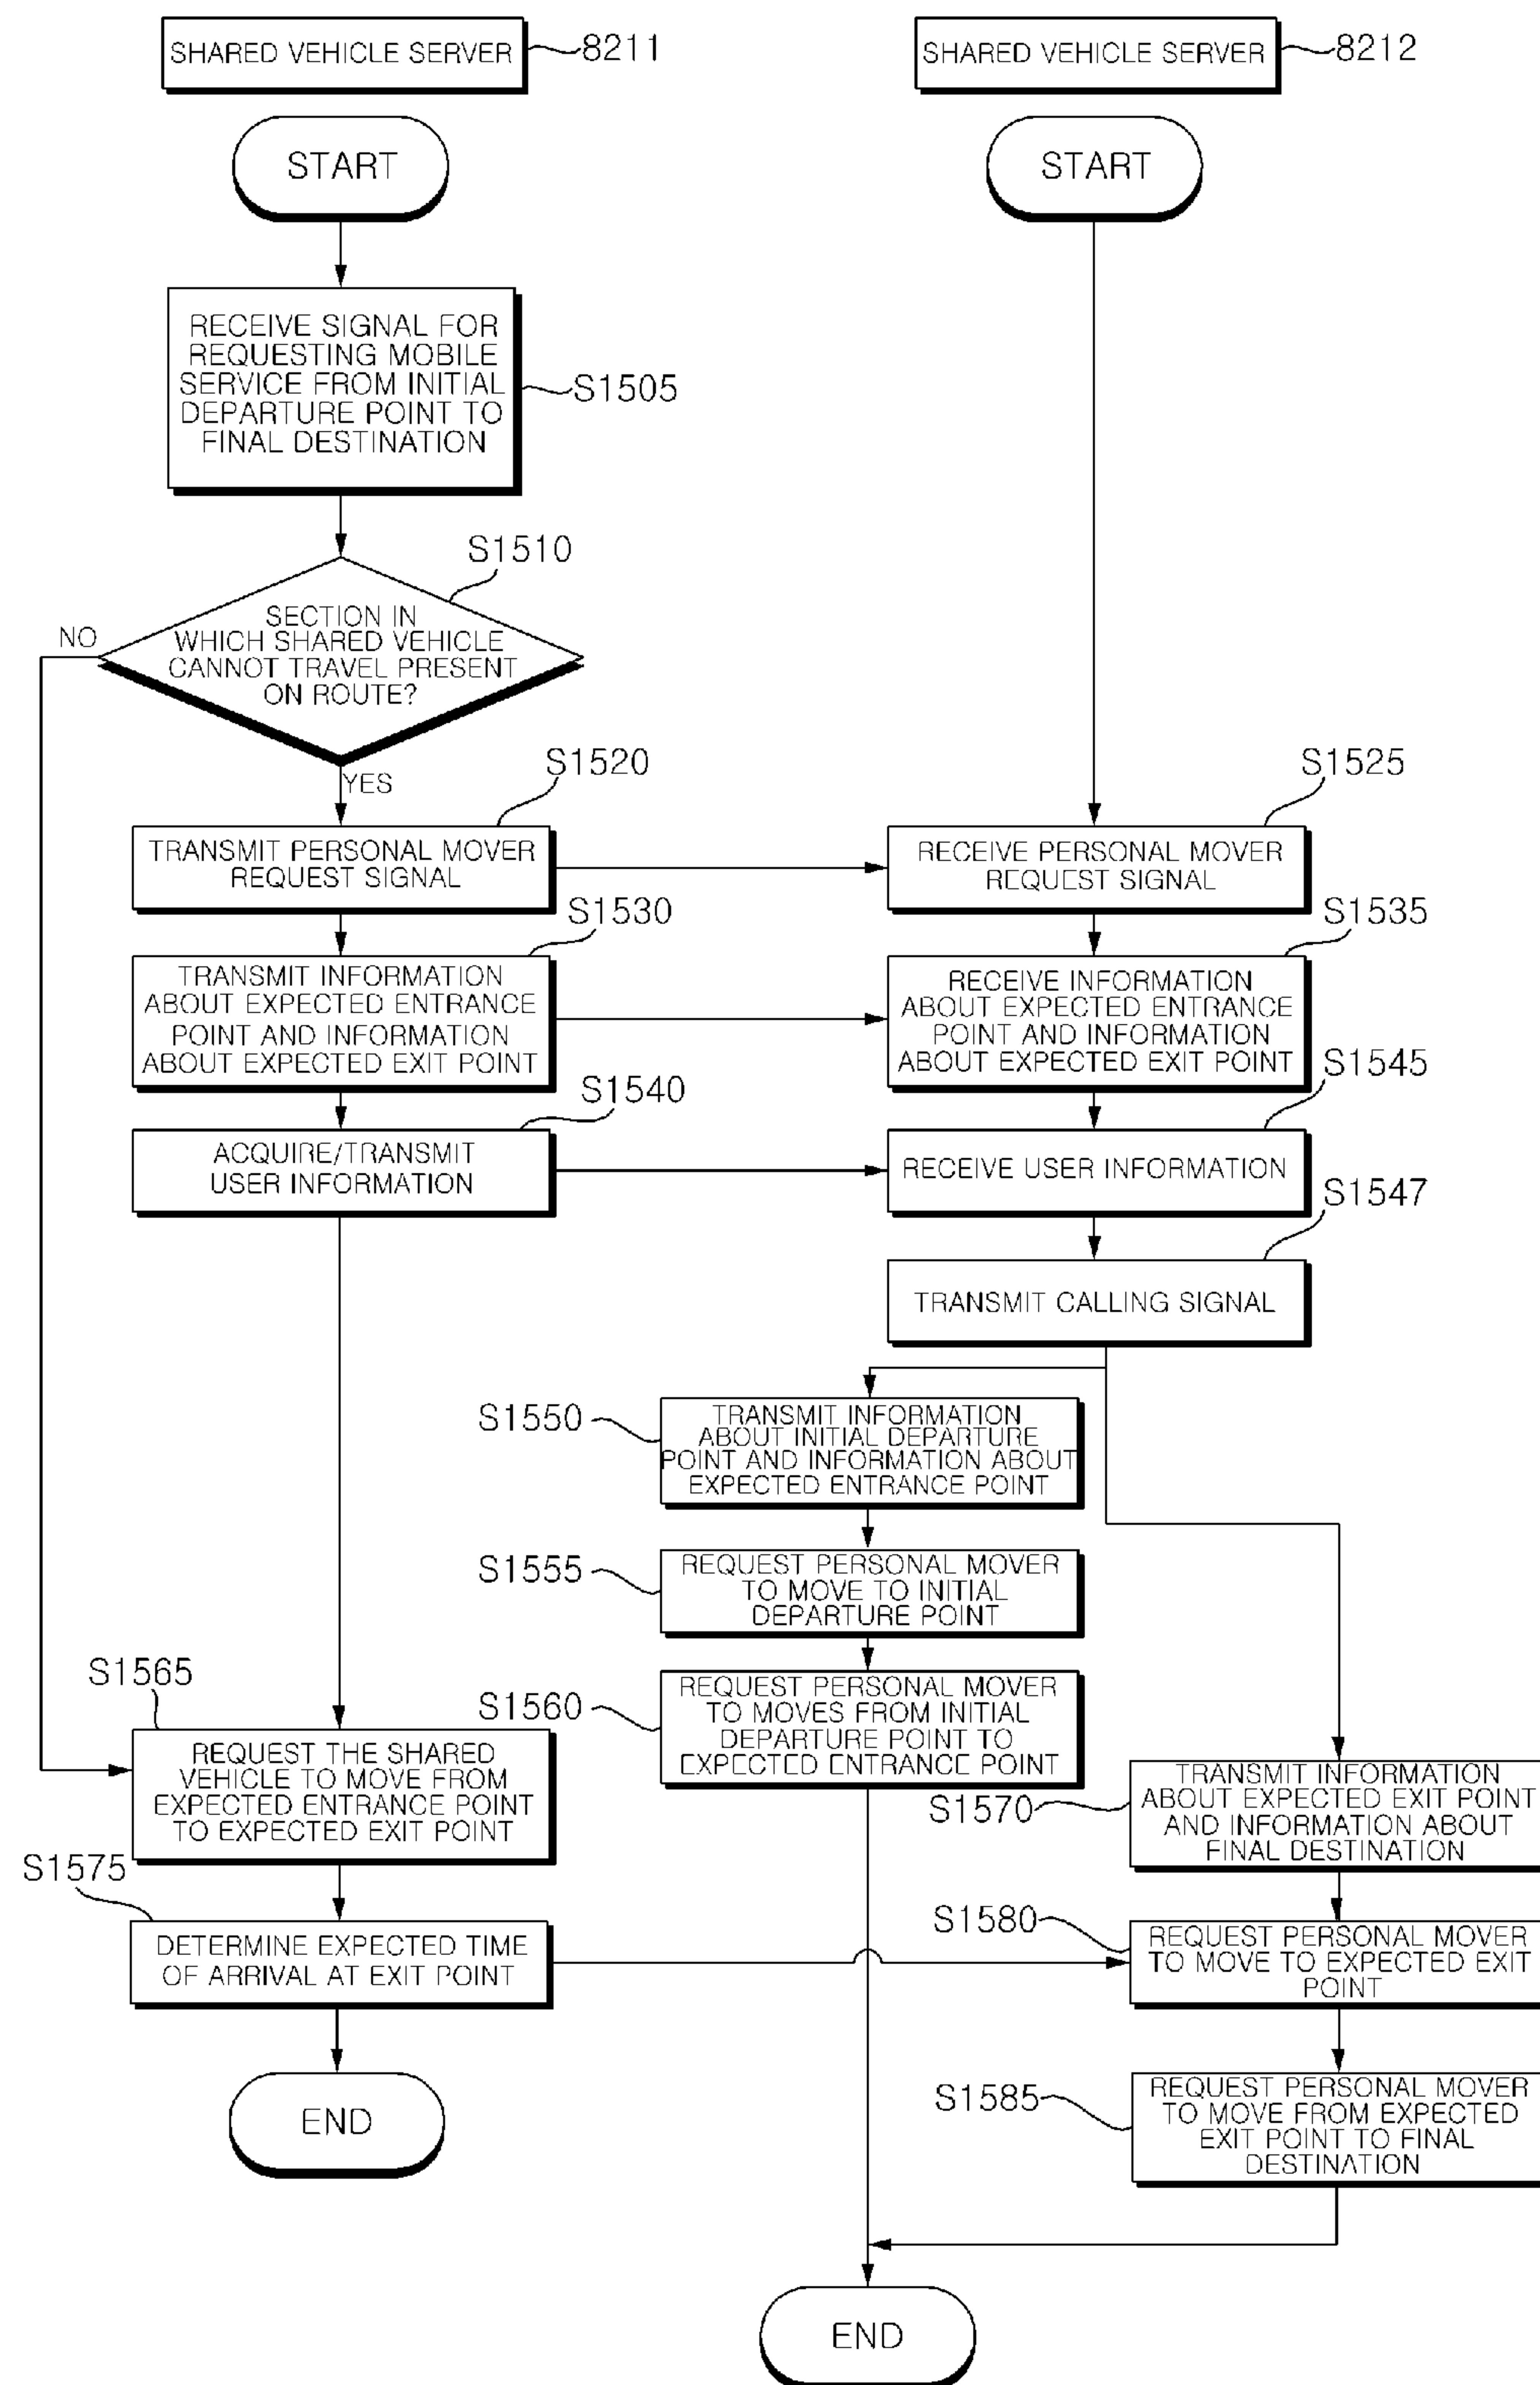 SHARED VEHICLE SERVER
8211
SHARED VEHICLE SERVER
8212
START
START
RECEIVE SIGNAL FOR
REQUESTING MOBILE
SERVICE FROM INITIAL
DEPARTURE POINT TO
FINAL DESTINATION
S1505
S1510
SECTION IN
WHICH SHARED VEHICLE
CANNOT TRAVEL PRESENT
ON ROUTE?
NO
YES
S1520
TRANSMIT PERSONAL MOVER
REQUEST SIGNAL
S1525
RECEIVE PERSONAL MOVER
REQUEST SIGNAL
S1530
TRANSMIT INFORMATION
ABOUT EXPECTED ENTRANCE
POINT AND INFORMATION
ABOUT EXPECTED EXIT POINT
S1535
RECEIVE INFORMATION
ABOUT EXPECTED ENTRANCE
POINT AND INFORMATION
ABOUT EXPECTED EXIT POINT
S1540
ACQUIRE/TRANSMIT
USER INFORMATION
S1545
RECEIVE USER INFORMATION
S1547
TRANSMIT CALLING SIGNAL
S1550
TRANSMIT INFORMATION
ABOUT INITIAL DEPARTURE
POINT AND INFORMATION ABOUT
EXPECTED ENTRANCE POINT
S1555
REQUEST PERSONAL MOVER
TO MOVE TO INITIAL
DEPARTURE POINT
S1560
REQUEST PERSONAL MOVER
TO MOVES FROM INITIAL
DEPARTURE POINT TO
EXPECTED ENTRANCE POINT
S1565
REQUEST THE SHARED
VEHICLE TO MOVE FROM
EXPECTED ENTRANCE POINT
TO EXPECTED EXIT POINT
S1570
TRANSMIT INFORMATION
ABOUT EXPECTED EXIT POINT
AND INFORMATION ABOUT
FINAL DESTINATION
S1575
DETERMINE EXPECTED TIME
OF ARRIVAL AT EXIT POINT
S1580
REQUEST PERSONAL MOVER
TO MOVE TO EXPECTED EXIT
POINT
END
S1585
REQUEST PERSONAL MOVER
TO MOVE FROM EXPECTED
EXIT POINT TO FINAL
DESTINATION
END